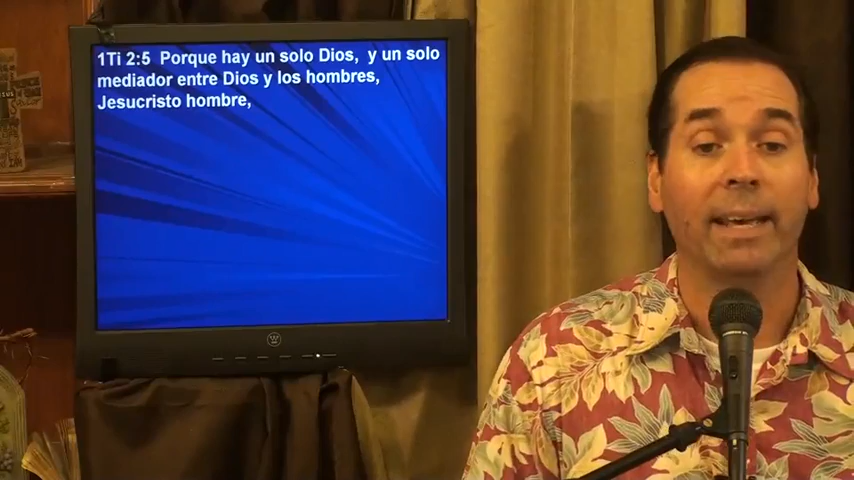 1Ti 2:5 Porque hay un solo Dios, y un solo
mediador entre Dios y los hombres,
Jesucristo hombre,